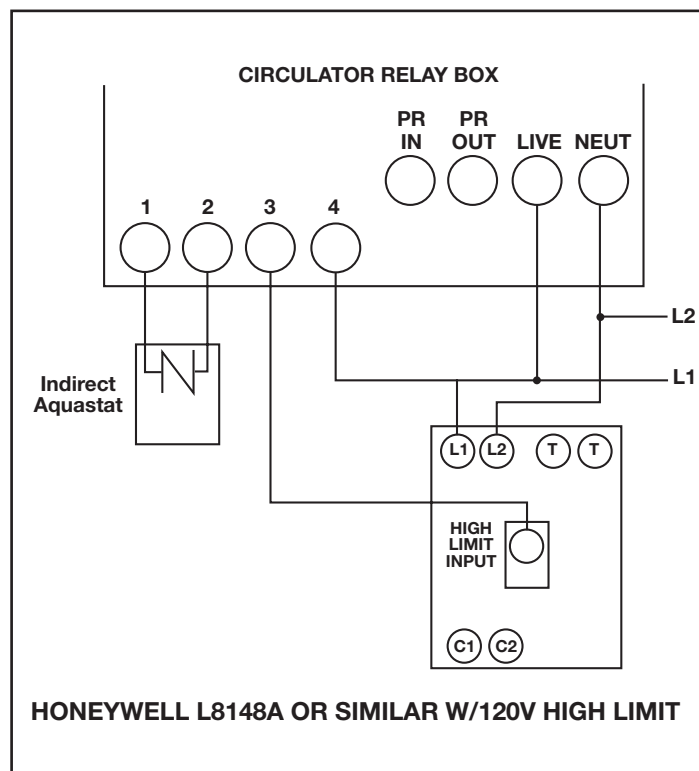 CIRCULATOR RELAY BOX
PR
IN
PR
OUT
LIVE
NEUT
1
2
3
4
L2
L1
Indirect
Aquastat
L1
L2
T
T
HIGH
LIMIT
INPUT
C1
C2
HONEYWELL L8148A OR SIMILAR W/120V HIGH LIMIT